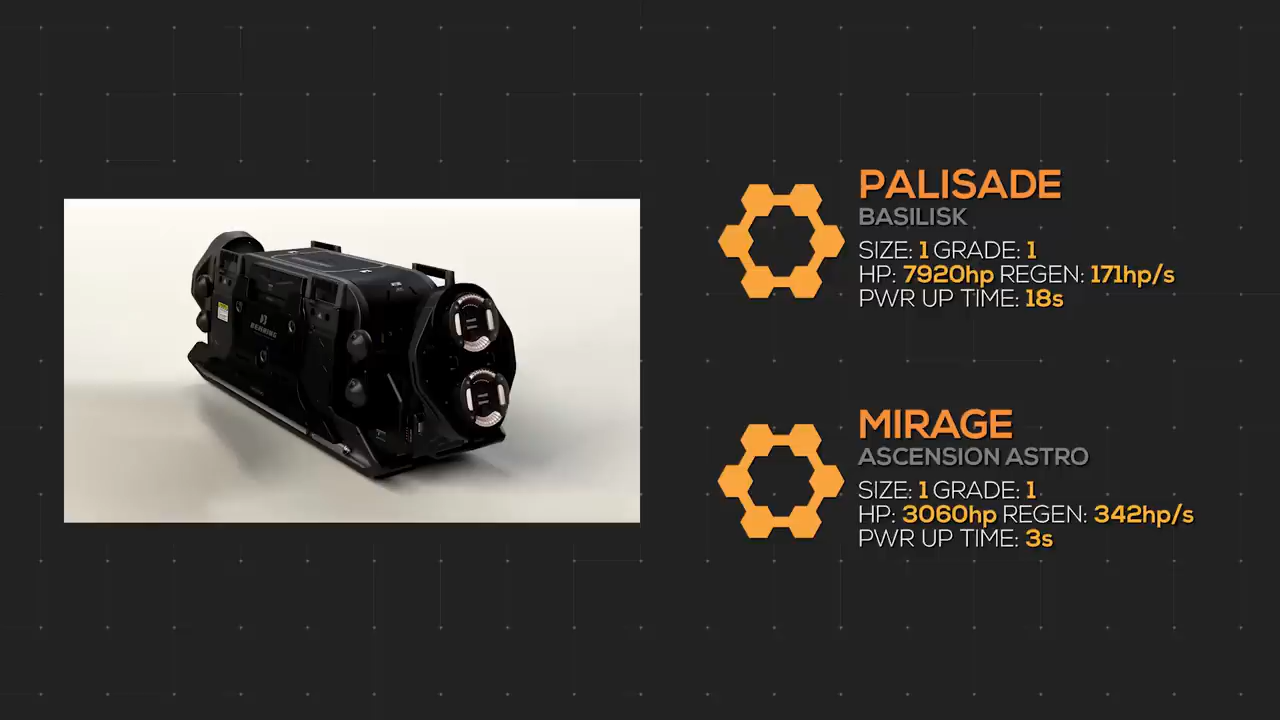 BEHRING
PALISADE
BASILISK
SIZE: 1 GRADE: 1
HP: 7920hp REGEN: 171hp/s
PWR UP TIME: 18s
MIRAGE
ASCENSION ASTRO
SIZE: 1 GRADE: 1
HP: 3060hp REGEN: 342hp/s
PWR UP TIME: 3s